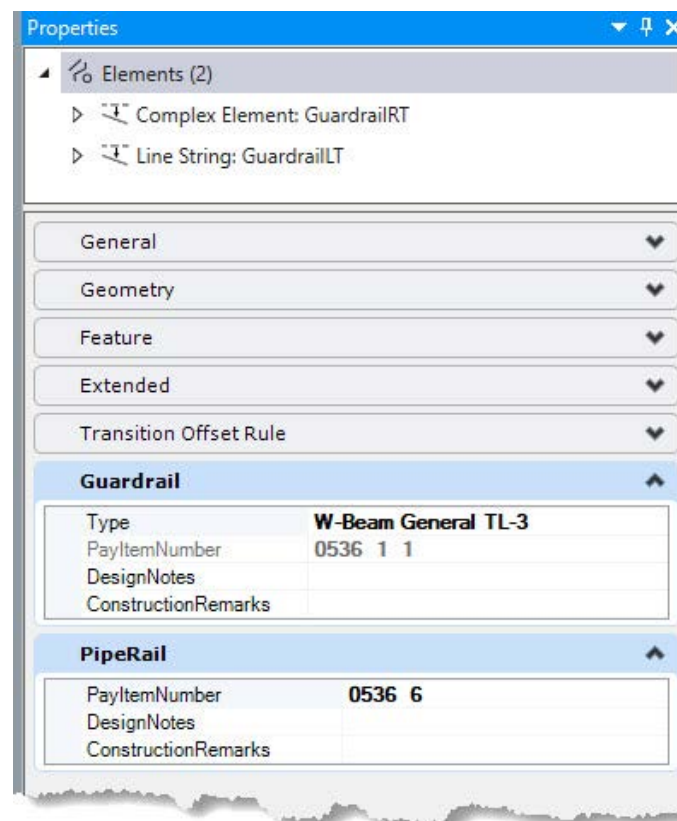 Properties
Elements (2)
Complex Element: GuardrailRT
Line String: GuardrailLT
General
Geometry
Feature
Extended
Transition Offset Rule
Guardrail
Type W-Beam General TL-3
PayItemNumber 0536 1 1
DesignNotes
ConstructionRemarks
PipeRail
PayItemNumber 0536 6
DesignNotes
ConstructionRemarks